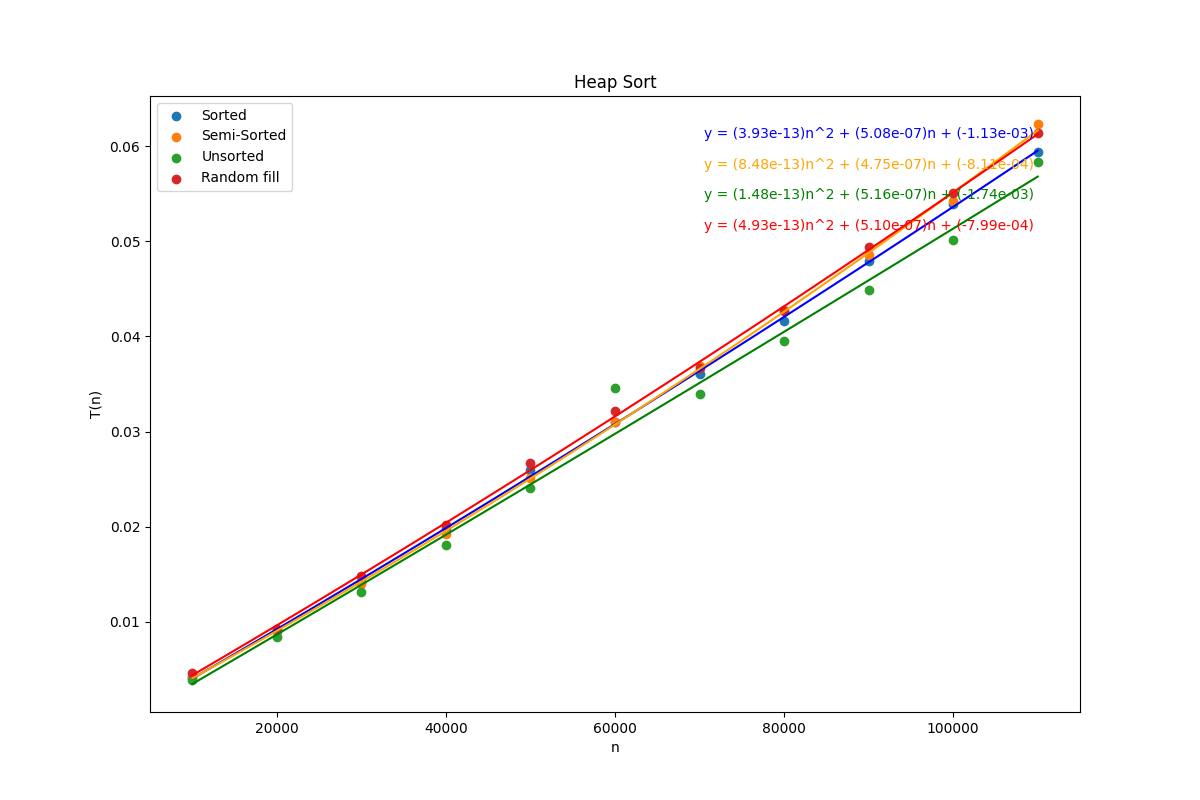 Heap Sort
Sorted
Semi-Sorted
Unsorted
Random fill
y = (3.93e-13)n^2 + (5.08e-07)n + (-1.13e-03)
y = (8.48e-13)n^2 + (4.75e-07)n + (-8.11e-04)
y = (1.48e-13)n^2 + (5.16e-07)n + (-1.74e-03)
y = (4.93e-13)n^2 + (5.10e-07)n + (-7.99e-04)
T(n)
0.06
0.05
0.04
0.03
0.02
0.01
20000 40000 60000 80000 100000
n